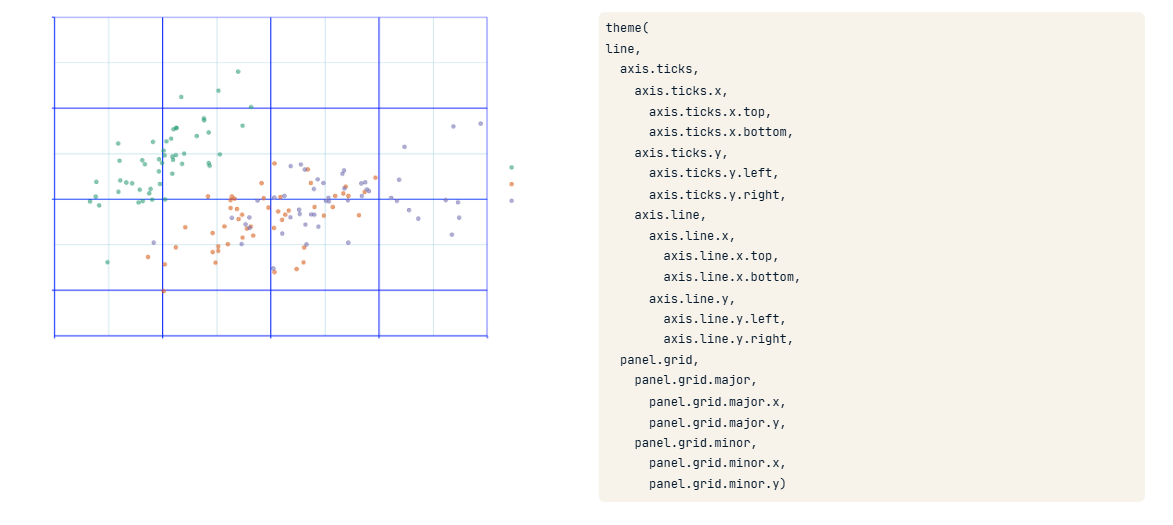 theme(
line,
  axis.ticks,
    axis.ticks.x,
      axis.ticks.x.top,
      axis.ticks.x.bottom,
    axis.ticks.y,
      axis.ticks.y.left,
      axis.ticks.y.right,
    axis.line,
      axis.line.x,
        axis.line.x.top,
        axis.line.x.bottom,
      axis.line.y,
        axis.line.y.left,
        axis.line.y.right,
  panel.grid,
    panel.grid.major,
      panel.grid.major.x,
      panel.grid.major.y,
    panel.grid.minor,
      panel.grid.minor.x,
      panel.grid.minor.y)